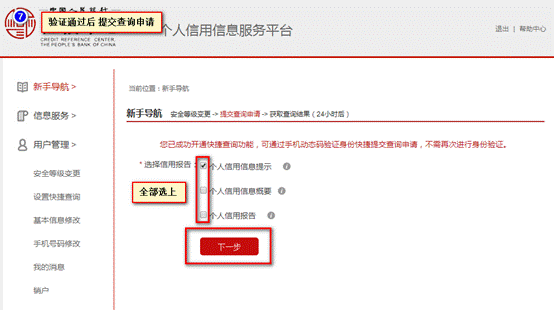 7 验证通过后 提交查询申请
CREDIT REFERENCE CENTER,
THE PEOPLE'S BANK OF CHINA
个人信用信息服务平台
退出 | 帮助中心
新手导航 >
信息服务 >
用户管理 >
安全等级变更
设置快捷查询
基本信息修改
手机号码修改
我的消息
销户
当前位置：新手导航
新手导航 安全等级变更 -> 提交查询申请 -> 获取查询结果（24小时后）
您已成功开通快捷查询功能，可通过手机动态码验证身份快捷提交查询申请，不需再次进行身份验证。
* 选择信用报告：
个人信用信息提示
个人信用信息概要
个人信用报告
全部选上
下一步